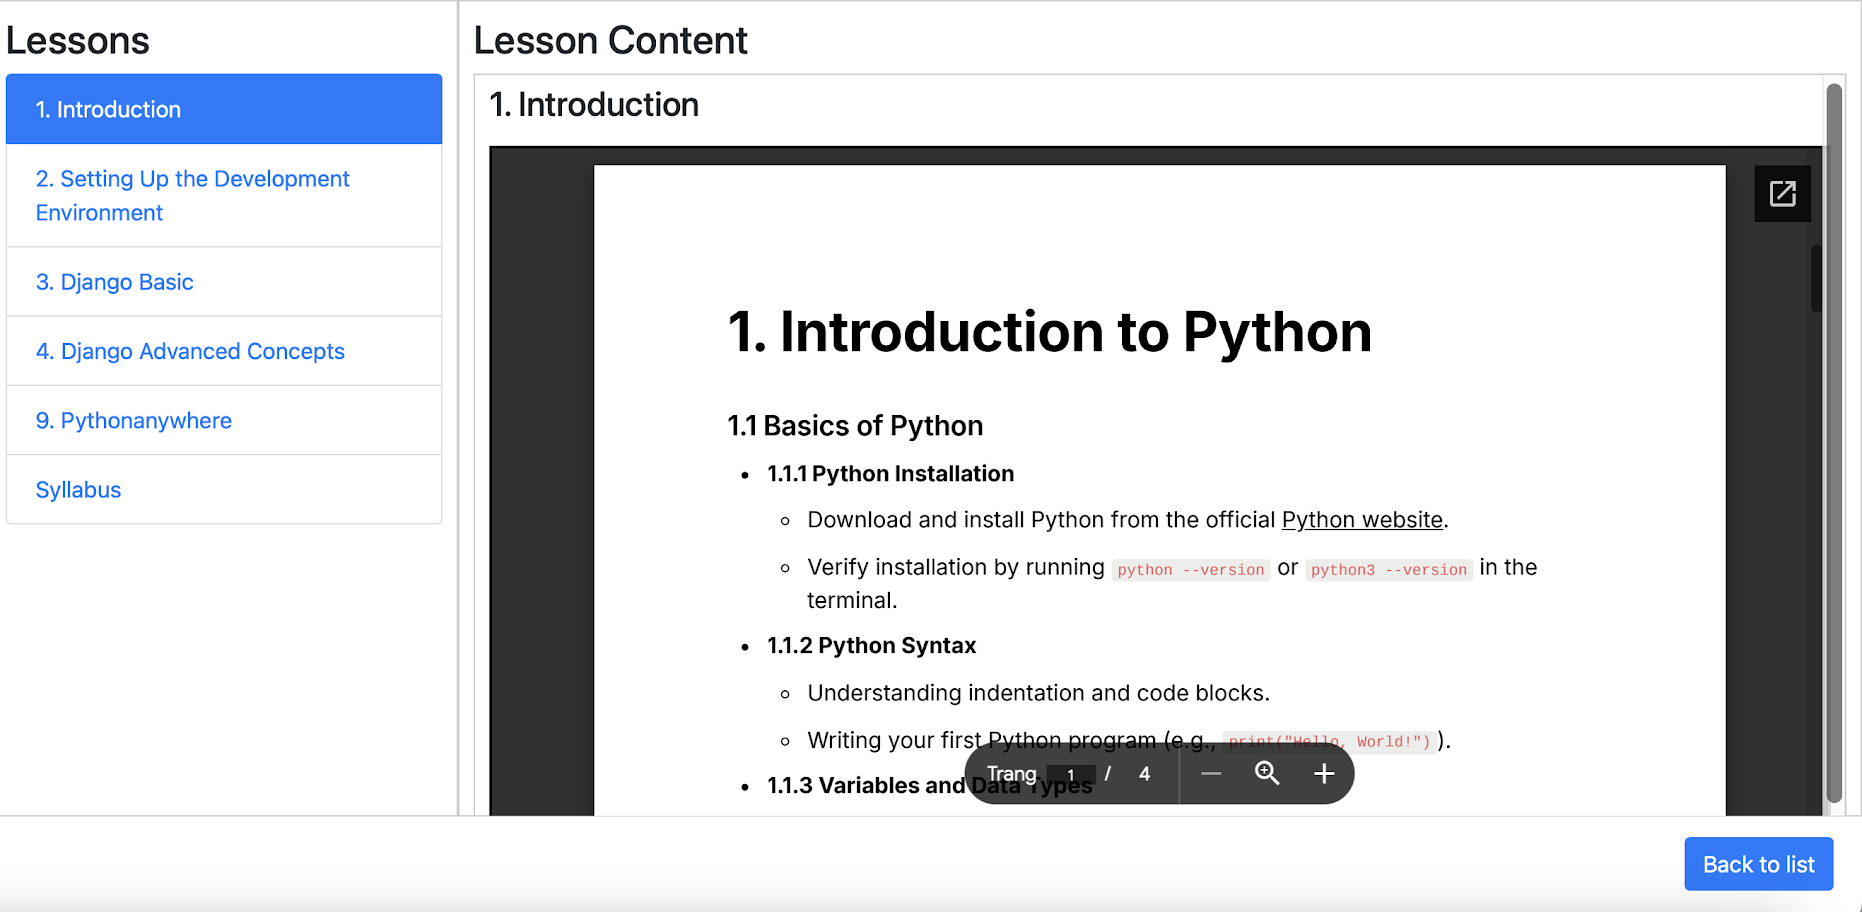 Lessons
1. Introduction
2. Setting Up the Development
Environment
3. Django Basic
4. Django Advanced Concepts
9. Pythonanywhere
Syllabus
Lesson Content
1. Introduction
1. Introduction to Python
1.1 Basics of Python
• 1.1.1 Python Installation
◦ Download and install Python from the official Python website.
◦ Verify installation by running python --version or python3 --version in the
terminal.
• 1.1.2 Python Syntax
◦ Understanding indentation and code blocks.
◦ Writing your first Python program (e.g., print("Hello, World!") ).
• 1.1.3 Variables and Data Types
Trang 1 / 4
Back to list